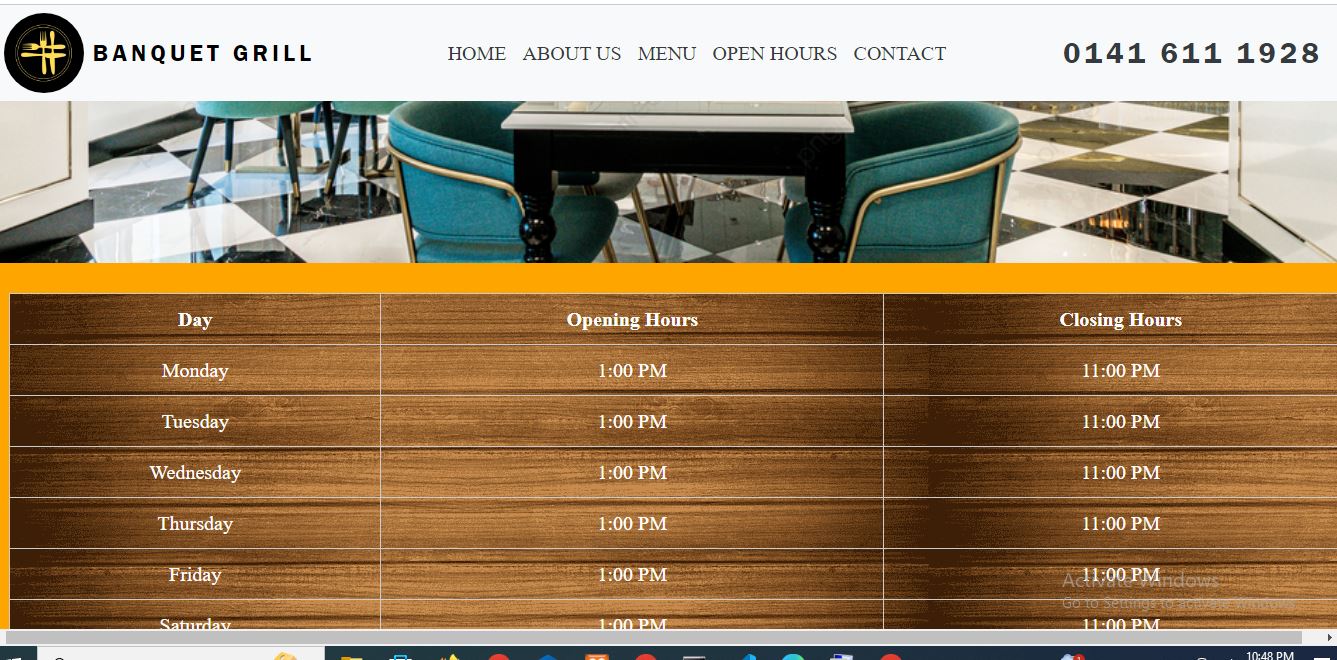 BANQUET GRILL
HOME ABOUT US MENU OPEN HOURS CONTACT
0141 611 1928
Day Opening Hours Closing Hours
Monday 1:00 PM 11:00 PM
Tuesday 1:00 PM 11:00 PM
Wednesday 1:00 PM 11:00 PM
Thursday 1:00 PM 11:00 PM
Friday 1:00 PM 11:00 PM
Activate Windows
Go to Settings to activate Windows.
Saturday 1:00 PM 11:00 PM
10:48 PM